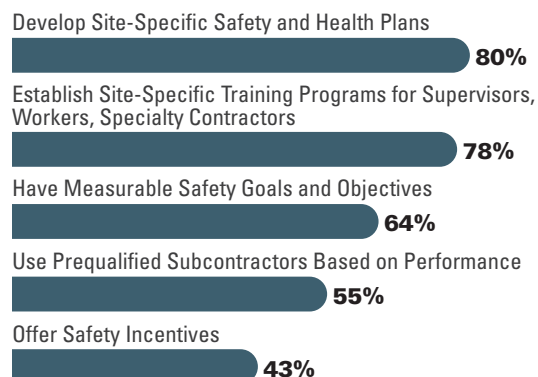 Develop Site-Specific Safety and Health Plans
80%
Establish Site-Specific Training Programs for Supervisors,
Workers, Specialty Contractors
78%
Have Measurable Safety Goals and Objectives
64%
Use Prequalified Subcontractors Based on Performance
55%
Offer Safety Incentives
43%